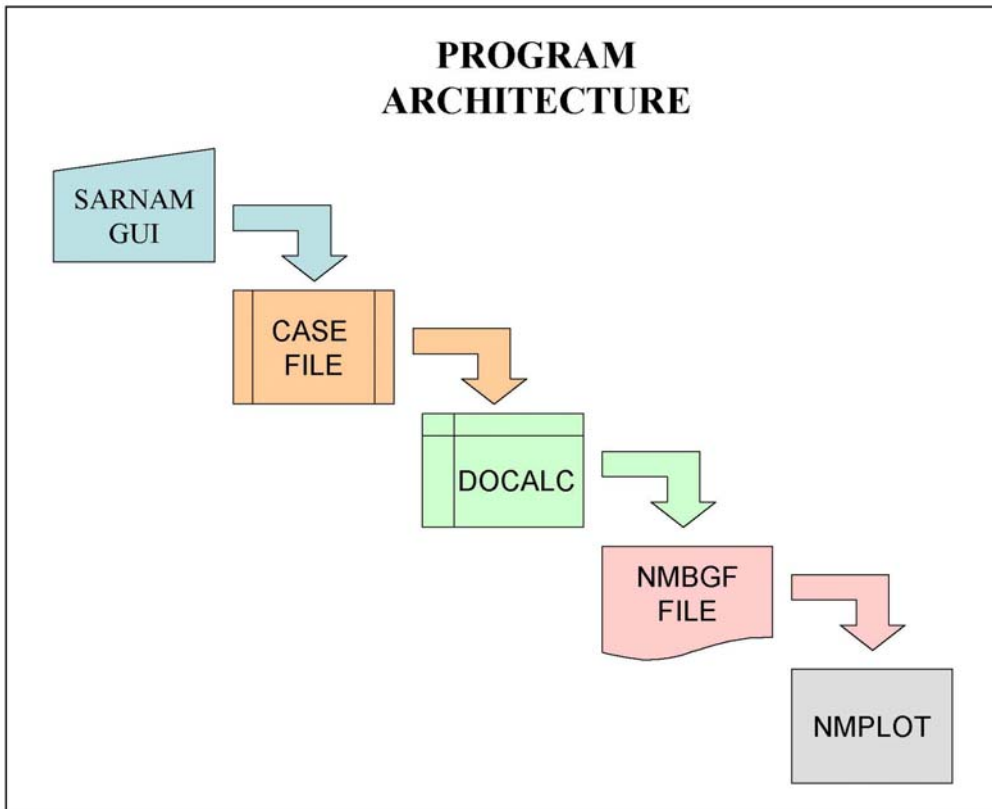 PROGRAM
ARCHITECTURE
SARNAM
GUI
CASE
FILE
DOCALC
NMBGF
FILE
NMPLOT